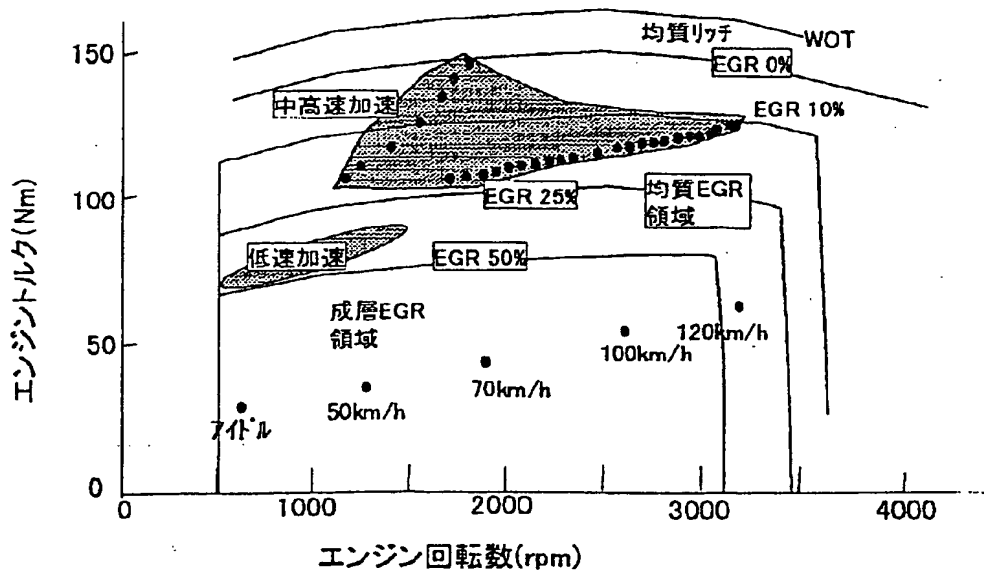 均質リッチ
WOT
150
EGR 0%
中高速加速
EGR 10%
100
EGR 25%
均質EGR
領域
低速加速
EGR 50%
成層EGR
領域
50
アイドル
50km/h
70km/h
100km/h
120km/h
0
0
1000
2000
3000
4000
エンジントルク(Nm)
エンジン回転数(rpm)